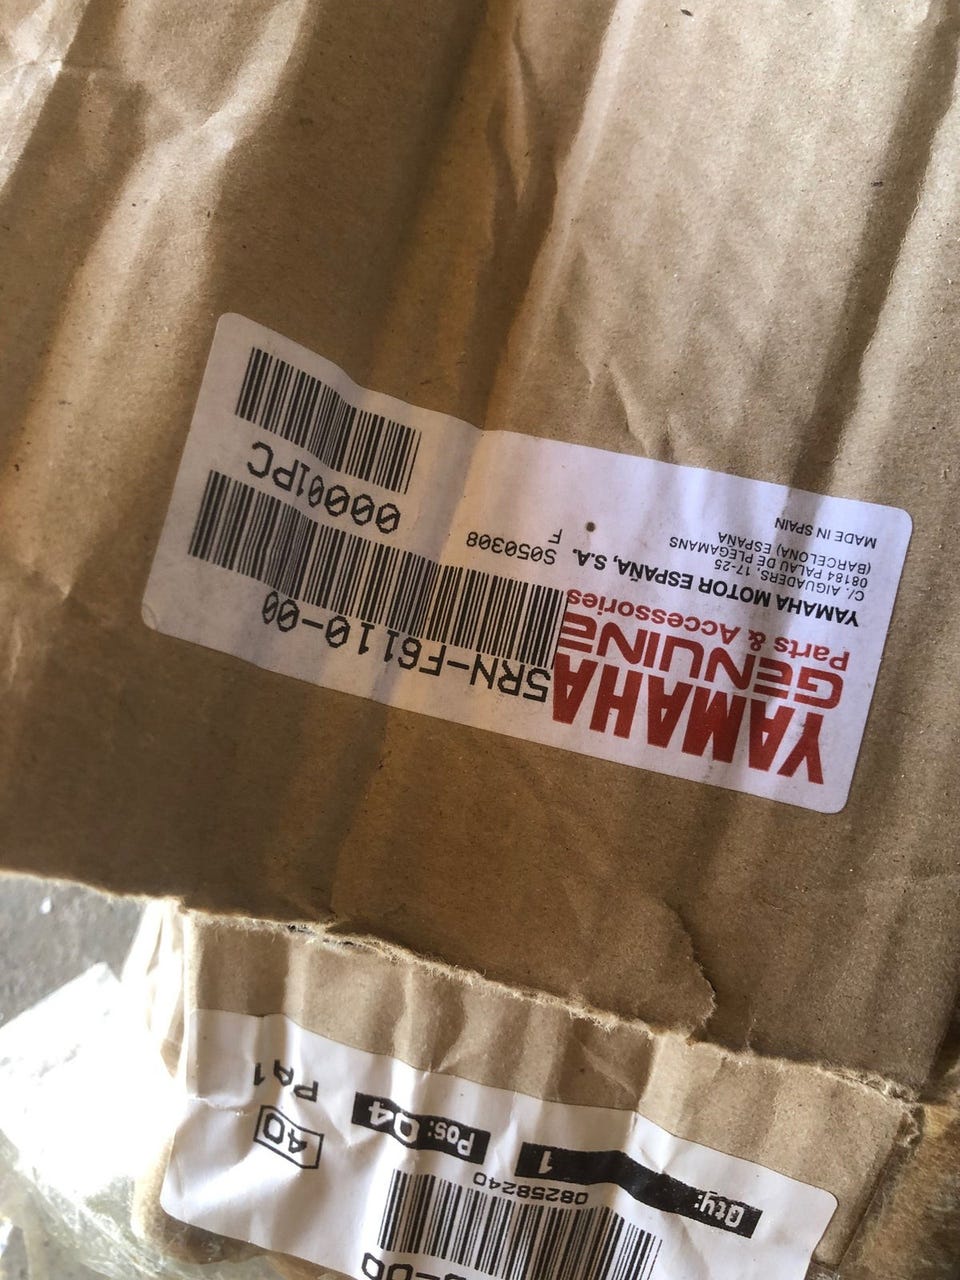 YAMAHA
GENUINE
Parts & Accessories
YAMAHA MOTOR ESPAÑA, S.A.
C/. AIGUADERS, 17-25
08184 PALAU DE PLEGAMANS
(BARCELONA) ESPAÑA
MADE IN SPAIN
5RN-F6110-00
S050308
F
00001PC
08258240
Qty: 1
Pos: 04
40
PA1